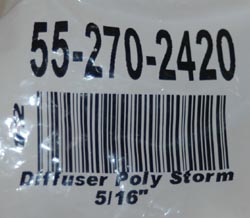 55-270-2420
Diffuser Poly Storm
5/16"